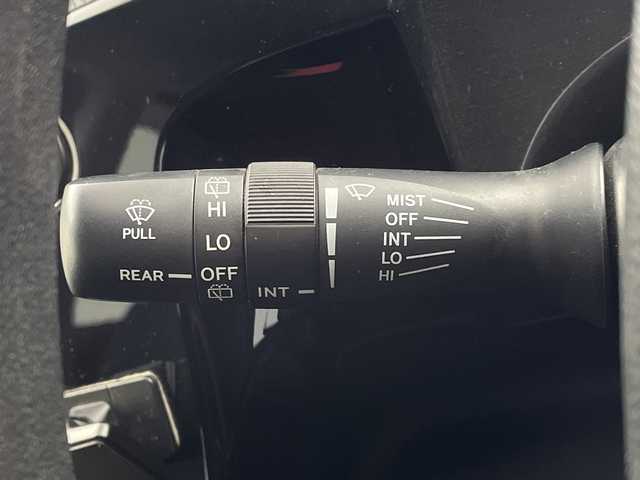 PULL
REAR
HI
LO
OFF
INT
MIST
OFF
INT
LO
HI